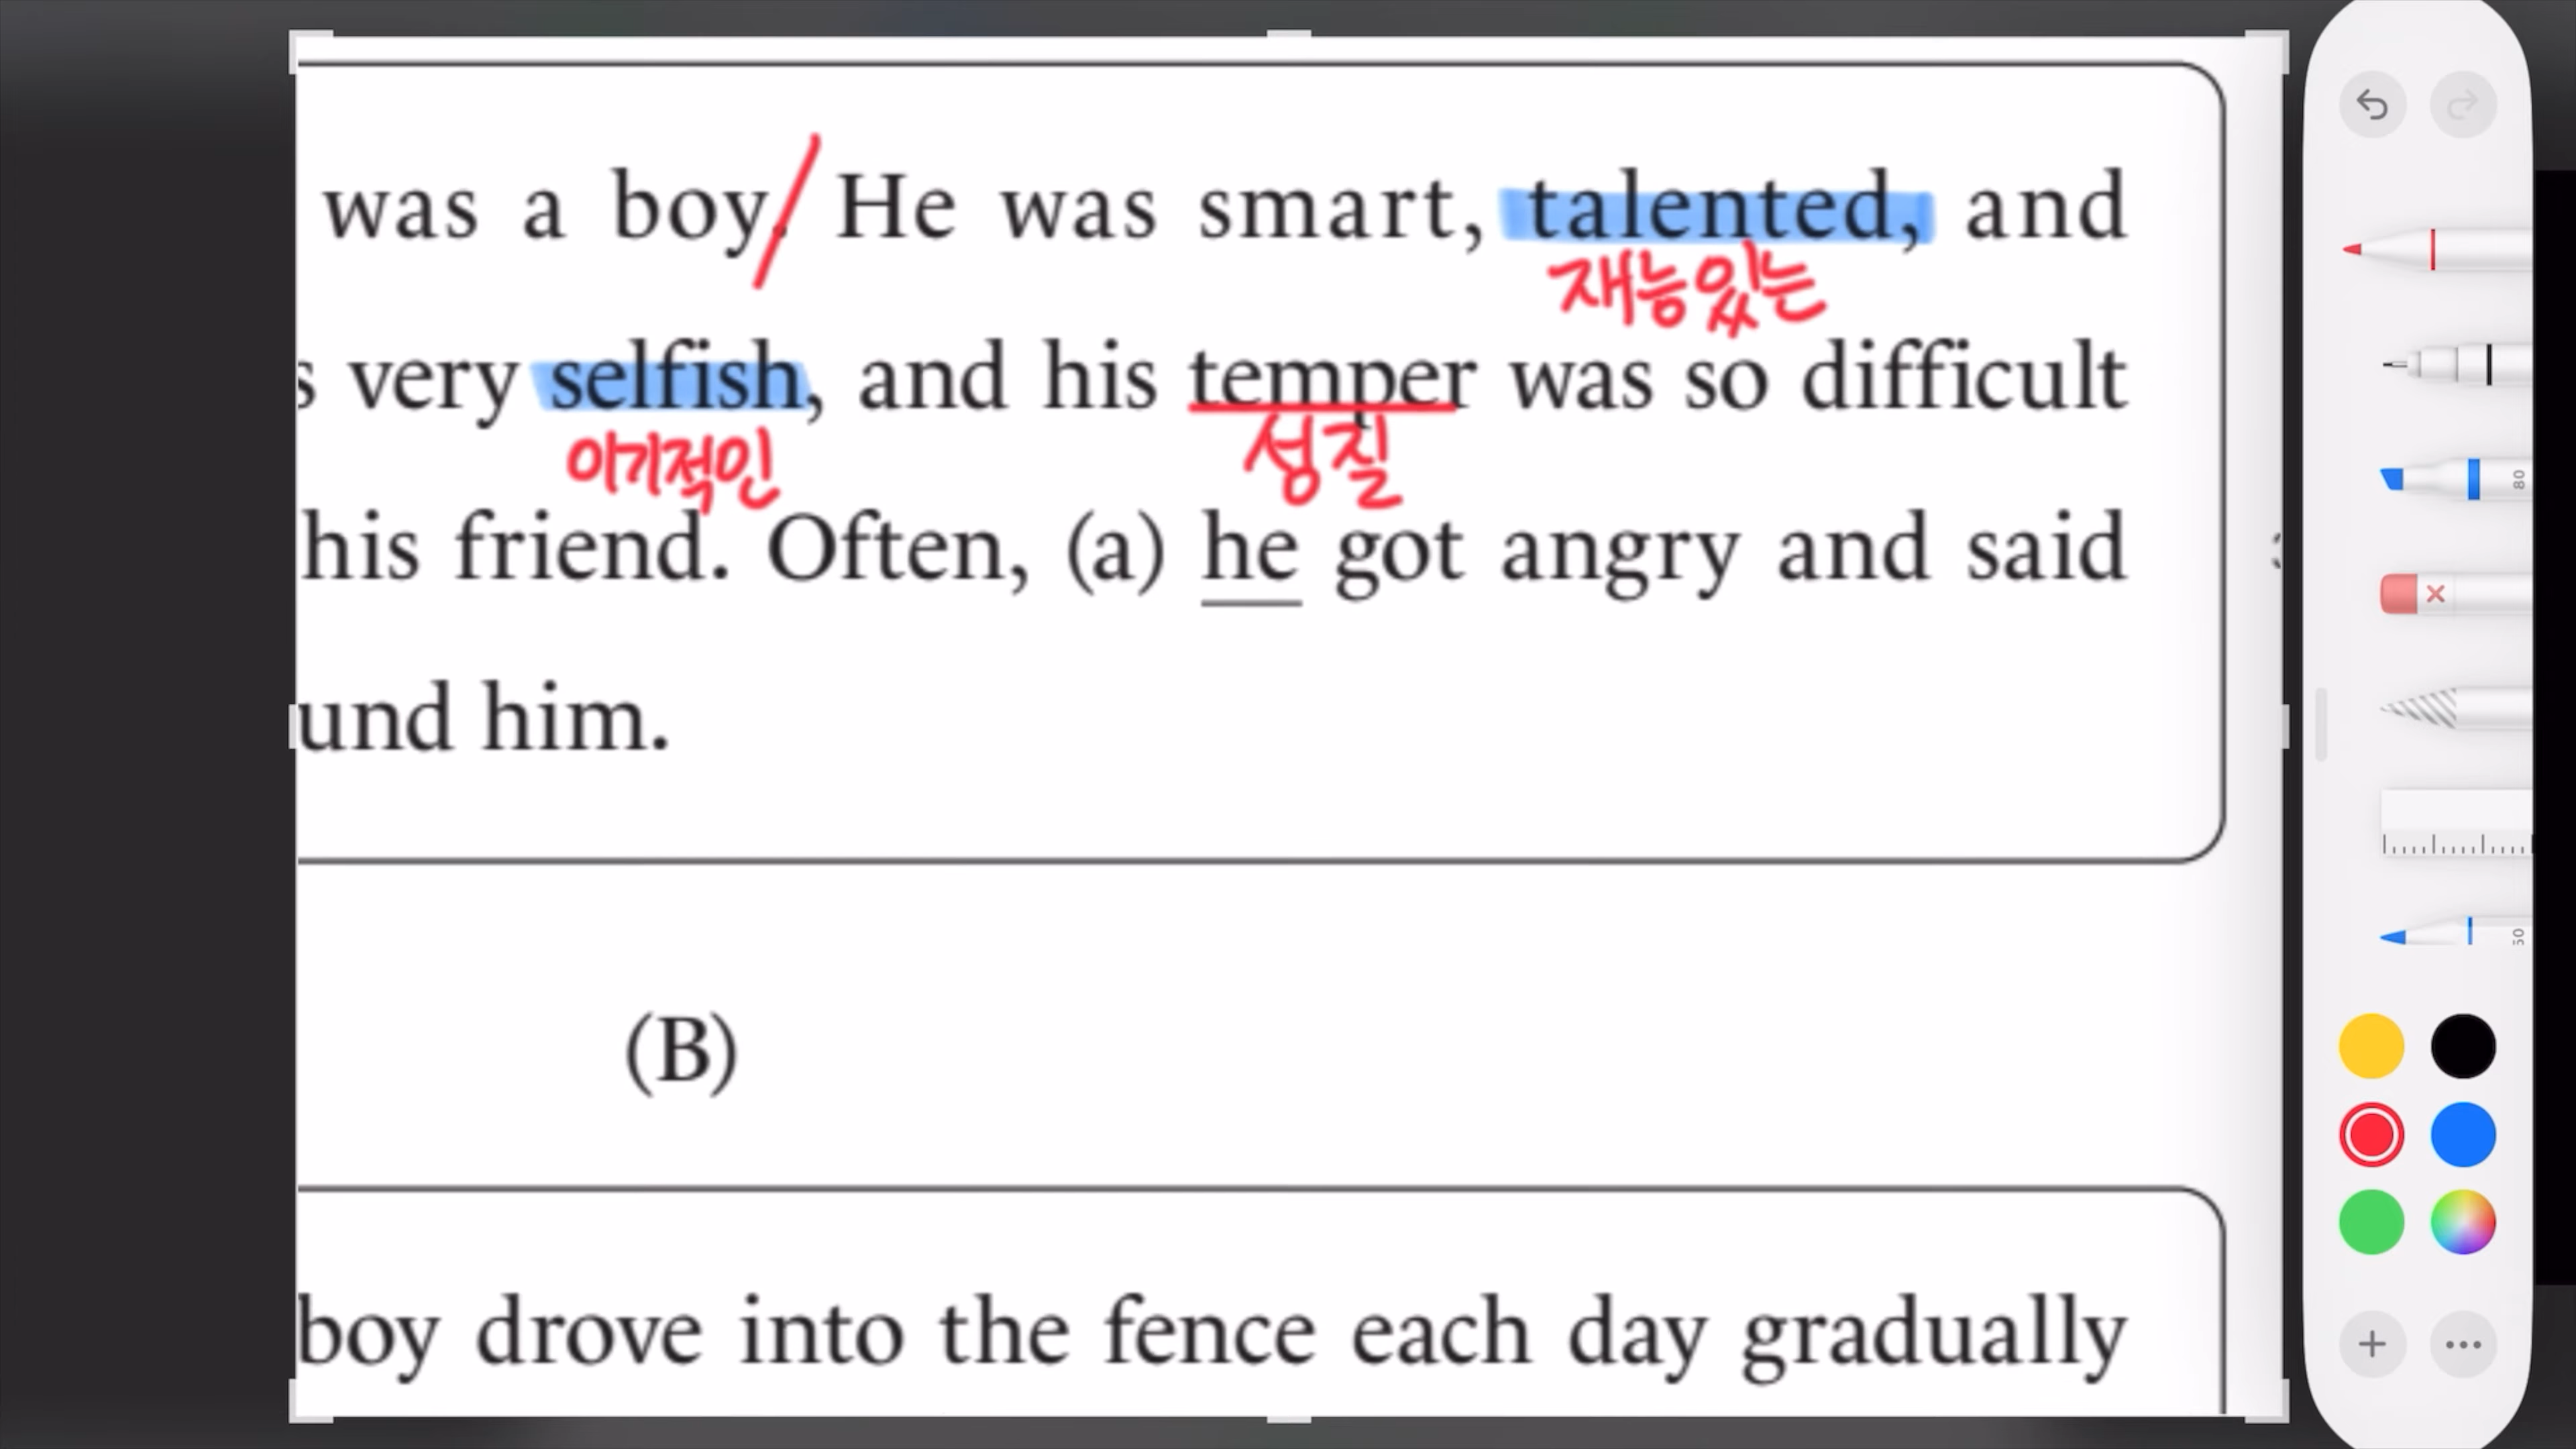 was a boy. He was smart, talented, and
재능있는
very selfish, and his temper was so difficult
이기적인 성질
his friend. Often, (a) he got angry and said
und him.
(B)
boy drove into the fence each day gradually
80
50